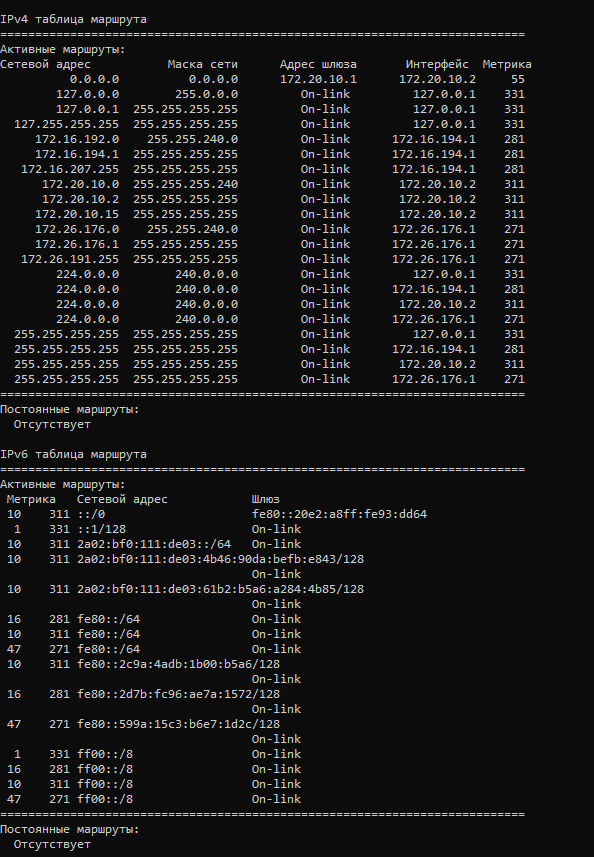 IPv4 таблица маршрута
===========================================================================
Активные маршруты:
Сетевой адрес           Маска сети      Адрес шлюза       Интерфейс  Метрика
          0.0.0.0          0.0.0.0      172.20.10.1      172.20.10.2     55
        127.0.0.0        255.0.0.0         On-link         127.0.0.1    331
        127.0.0.1  255.255.255.255         On-link         127.0.0.1    331
  127.255.255.255  255.255.255.255         On-link         127.0.0.1    331
     172.16.192.0    255.255.240.0         On-link      172.16.194.1    281
     172.16.194.1  255.255.255.255         On-link      172.16.194.1    281
   172.16.207.255  255.255.255.255         On-link      172.16.194.1    281
      172.20.10.0  255.255.255.240         On-link       172.20.10.2    311
      172.20.10.2  255.255.255.255         On-link       172.20.10.2    311
     172.20.10.15  255.255.255.255         On-link       172.20.10.2    311
     172.26.176.0    255.255.240.0         On-link      172.26.176.1    271
     172.26.176.1  255.255.255.255         On-link      172.26.176.1    271
   172.26.191.255  255.255.255.255         On-link      172.26.176.1    271
        224.0.0.0        240.0.0.0         On-link         127.0.0.1    331
        224.0.0.0        240.0.0.0         On-link      172.16.194.1    281
        224.0.0.0        240.0.0.0         On-link       172.20.10.2    311
        224.0.0.0        240.0.0.0         On-link      172.26.176.1    271
  255.255.255.255  255.255.255.255         On-link         127.0.0.1    331
  255.255.255.255  255.255.255.255         On-link      172.16.194.1    281
  255.255.255.255  255.255.255.255         On-link       172.20.10.2    311
  255.255.255.255  255.255.255.255         On-link      172.26.176.1    271
===========================================================================
Постоянные маршруты:
  Отсутствует
IPv6 таблица маршрута
===========================================================================
Активные маршруты:
 Метрика   Сетевой адрес            Шлюз
 10    311 ::/0                     fe80::20e2:a8ff:fe93:dd64
  1    331 ::1/128                  On-link
 10    311 2a02:bf0:111:de03::/64   On-link
 10    311 2a02:bf0:111:de03:4b46:90da:befb:e843/128
                                    On-link
 10    311 2a02:bf0:111:de03:61b2:b5a6:a284:4b85/128
                                    On-link
 16    281 fe80::/64                On-link
 10    311 fe80::/64                On-link
 47    271 fe80::/64                On-link
 10    311 fe80::2c9a:4adb:1b00:b5a6/128
                                    On-link
 16    281 fe80::2d7b:fc96:ae7a:1572/128
                                    On-link
 47    271 fe80::599a:15c3:b6e7:1d2c/128
                                    On-link
  1    331 ff00::/8                 On-link
 16    281 ff00::/8                 On-link
 10    311 ff00::/8                 On-link
 47    271 ff00::/8                 On-link
===========================================================================
Постоянные маршруты:
  Отсутствует